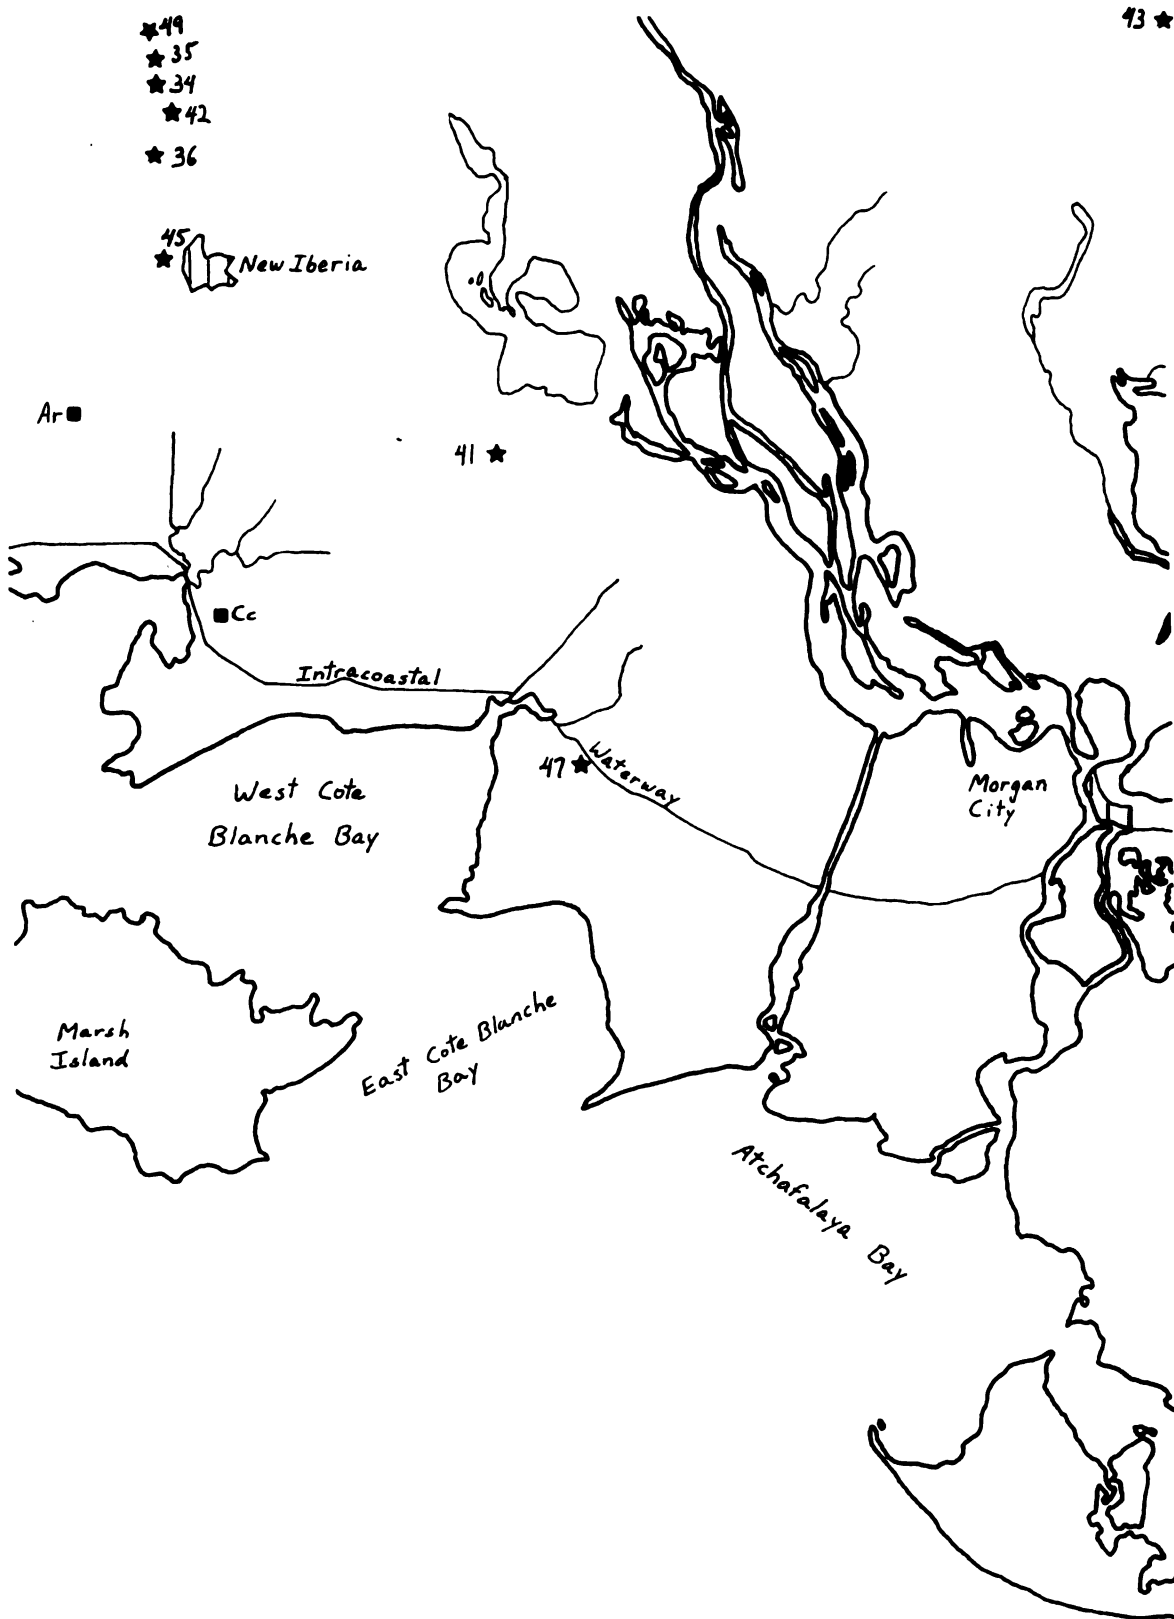 49
43
35
34
42
36
45
New Iberia
Ar
41
Cc
Intracoastal
47
Waterway
Morgan
City
West Cote
Blanche Bay
Marsh
Island
East Cote Blanche
Bay
Atchafalaya Bay